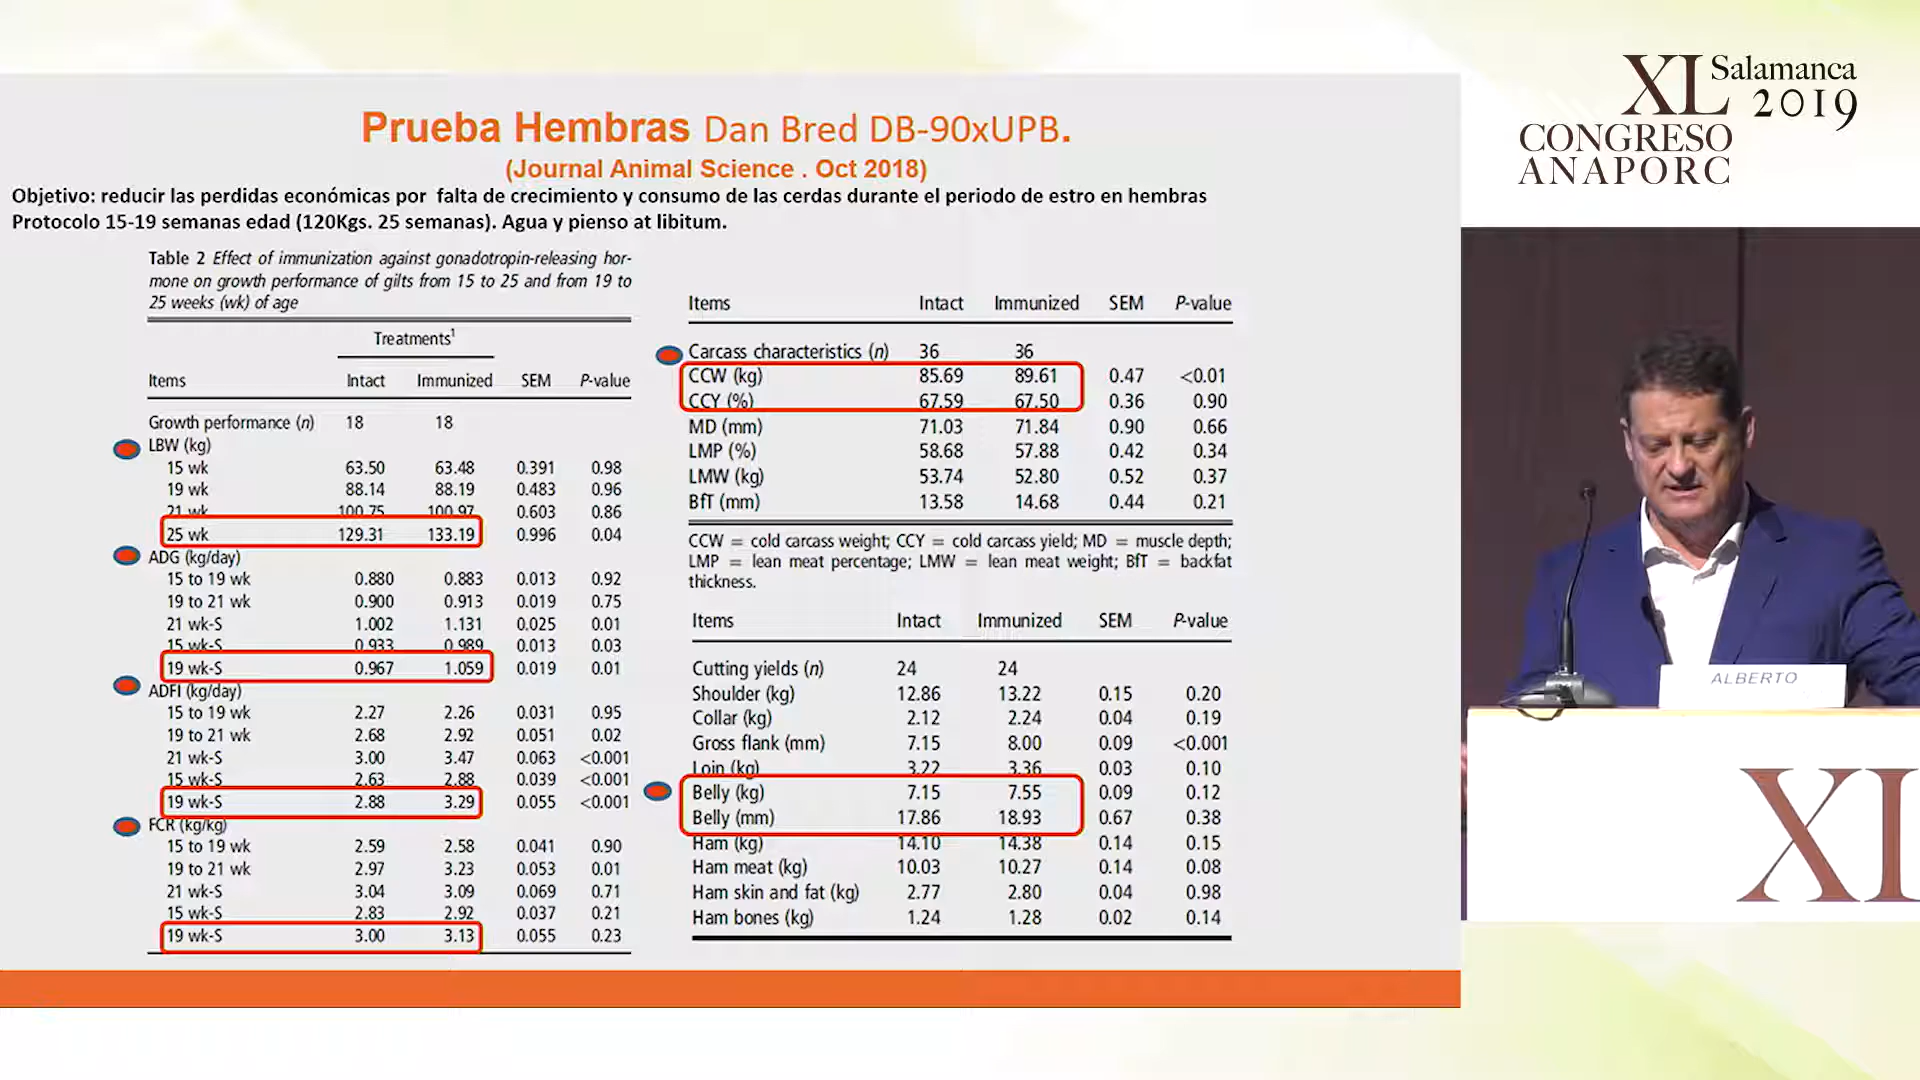 Prueba Hembras Dan Bred DB-90xUPB.
(Journal Animal Science . Oct 2018)
Objetivo: reducir las perdidas económicas por falta de crecimiento y consumo de las cerdas durante el periodo de estro en hembras
Protocolo 15-19 semanas edad (120Kgs. 25 semanas). Agua y pienso at libitum.
Table 2 Effect of immunization against gonadotropin-releasing hor-
mone on growth performance of gilts from 15 to 25 and from 19 to
25 weeks (wk) of age
Treatments1
Items Intact Immunized SEM P-value
Growth performance (n) 18 18
LBW (kg)
15 wk 63.50 63.48 0.391 0.98
19 wk 88.14 88.19 0.483 0.96
21 wk 100.75 100.97 0.603 0.86
25 wk 129.31 133.19 0.996 0.04
ADG (kg/day)
15 to 19 wk 0.880 0.883 0.013 0.92
19 to 21 wk 0.900 0.913 0.019 0.75
21 wk-S 1.002 1.131 0.025 0.01
15 wk-S 0.933 0.989 0.013 0.03
19 wk-S 0.967 1.059 0.019 0.01
ADFI (kg/day)
15 to 19 wk 2.27 2.26 0.031 0.95
19 to 21 wk 2.68 2.92 0.051 0.02
21 wk-S 3.00 3.47 0.063 <0.001
15 wk-S 2.63 2.88 0.039 <0.001
19 wk-S 2.88 3.29 0.055 <0.001
FCR (kg/kg)
15 to 19 wk 2.59 2.58 0.041 0.90
19 to 21 wk 2.97 3.23 0.053 0.01
21 wk-S 3.04 3.09 0.069 0.71
15 wk-S 2.83 2.92 0.037 0.21
19 wk-S 3.00 3.13 0.055 0.23
Items Intact Immunized SEM P-value
Carcass characteristics (n) 36 36
CCW (kg) 85.69 89.61 0.47 <0.01
CCY (%) 67.59 67.50 0.36 0.90
MD (mm) 71.03 71.84 0.90 0.66
LMP (%) 58.68 57.88 0.42 0.34
LMW (kg) 53.74 52.80 0.52 0.37
BfT (mm) 13.58 14.68 0.44 0.21
CCW = cold carcass weight; CCY = cold carcass yield; MD = muscle depth;
LMP = lean meat percentage; LMW = lean meat weight; BfT = backfat
thickness.
Items Intact Immunized SEM P-value
Cutting yields (n) 24 24
Shoulder (kg) 12.86 13.22 0.15 0.20
Collar (kg) 2.12 2.24 0.04 0.19
Gross flank (mm) 7.15 8.00 0.09 <0.001
Loin (kg) 3.22 3.36 0.03 0.10
Belly (kg) 7.15 7.55 0.09 0.12
Belly (mm) 17.86 18.93 0.67 0.38
Ham (kg) 14.10 14.38 0.14 0.15
Ham meat (kg) 10.03 10.27 0.14 0.08
Ham skin and fat (kg) 2.77 2.80 0.04 0.98
Ham bones (kg) 1.24 1.28 0.02 0.14
XL Salamanca
2019
CONGRESO
ANAPORC
ALBERTO
XL